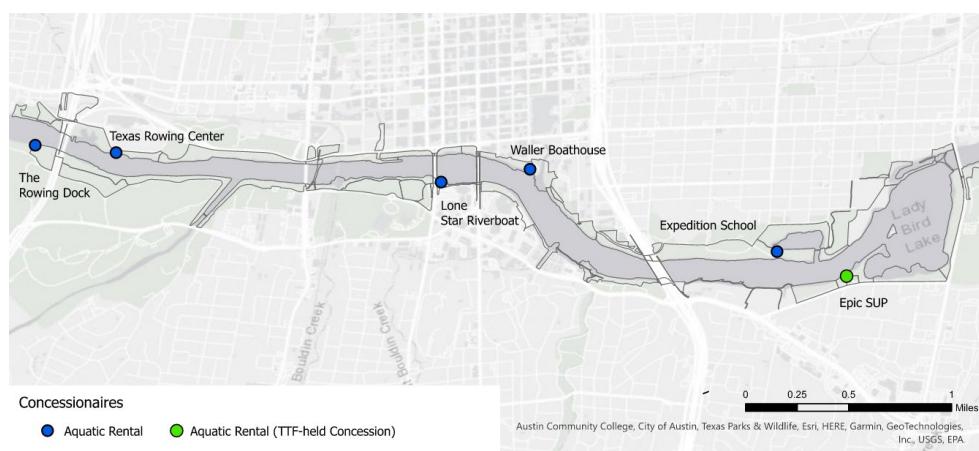 Texas Rowing Center
The
Rowing Dock
Waller Boathouse
Lone
Star Riverboat
Expedition School
Lady
Bird
Lake
Epic SUP
Bouldin Creek
Bouldin Creek
Concessionaires
Aquatic Rental
Aquatic Rental (TTF-held Concession)
0 0.25 0.5 1
Miles
Austin Community College, City of Austin, Texas Parks & Wildlife, Esri, HERE, Garmin, GeoTechnologies,
Inc., USGS, EPA